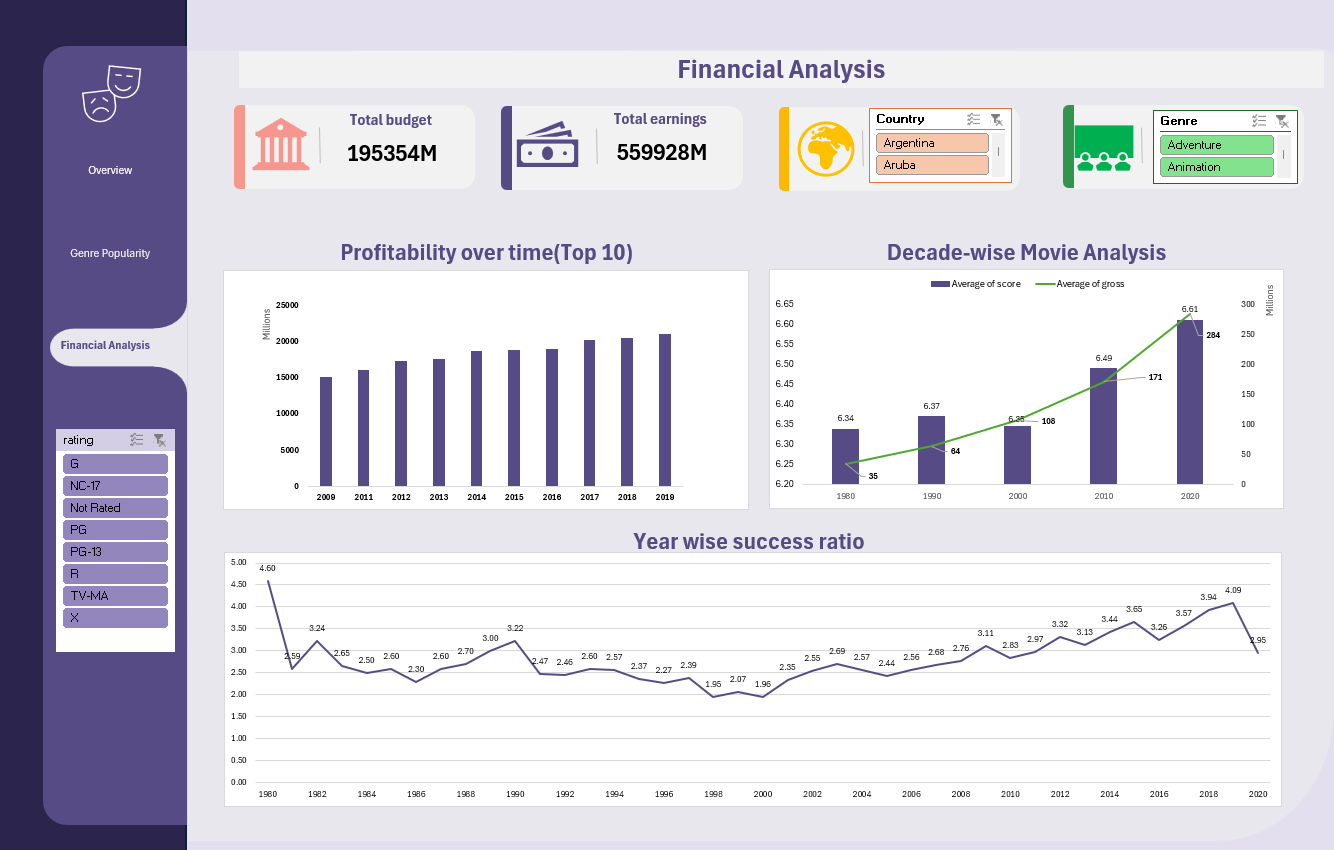 Financial Analysis
Overview
Genre Popularity
Financial Analysis
rating
G
NC-17
Not Rated
PG
PG-13
R
TV-MA
X
Total budget
195354M
Total earnings
559928M
Country
Argentina
Aruba
Genre
Adventure
Animation
Profitability over time(Top 10)
Millions
25000
20000
15000
10000
5000
0
2009 2011 2012 2013 2014 2015 2016 2017 2018 2019
Decade-wise Movie Analysis
Average of score Average of gross
Millions
6.65
6.60
6.55
6.50
6.45
6.40
6.35
6.30
6.25
6.20
6.34 6.37 6.35 6.49 6.61
35 64 108 171 284
300
250
200
150
100
50
0
1980 1990 2000 2010 2020
Year wise success ratio
5.00
4.50
4.00
3.50
3.00
2.50
2.00
1.50
1.00
0.50
0.00
4.60 2.59 3.24 2.65 2.50 2.60 2.30 2.60 2.70 3.00 3.22 2.47 2.46 2.60 2.57 2.37 2.27 2.39 1.95 2.07 1.96 2.35 2.55 2.69 2.57 2.44 2.56 2.68 2.76 3.11 2.83 2.97 3.32 3.13 3.44 3.65 3.26 3.57 3.94 4.09 2.95
1980 1982 1984 1986 1988 1990 1992 1994 1996 1998 2000 2002 2004 2006 2008 2010 2012 2014 2016 2018 2020